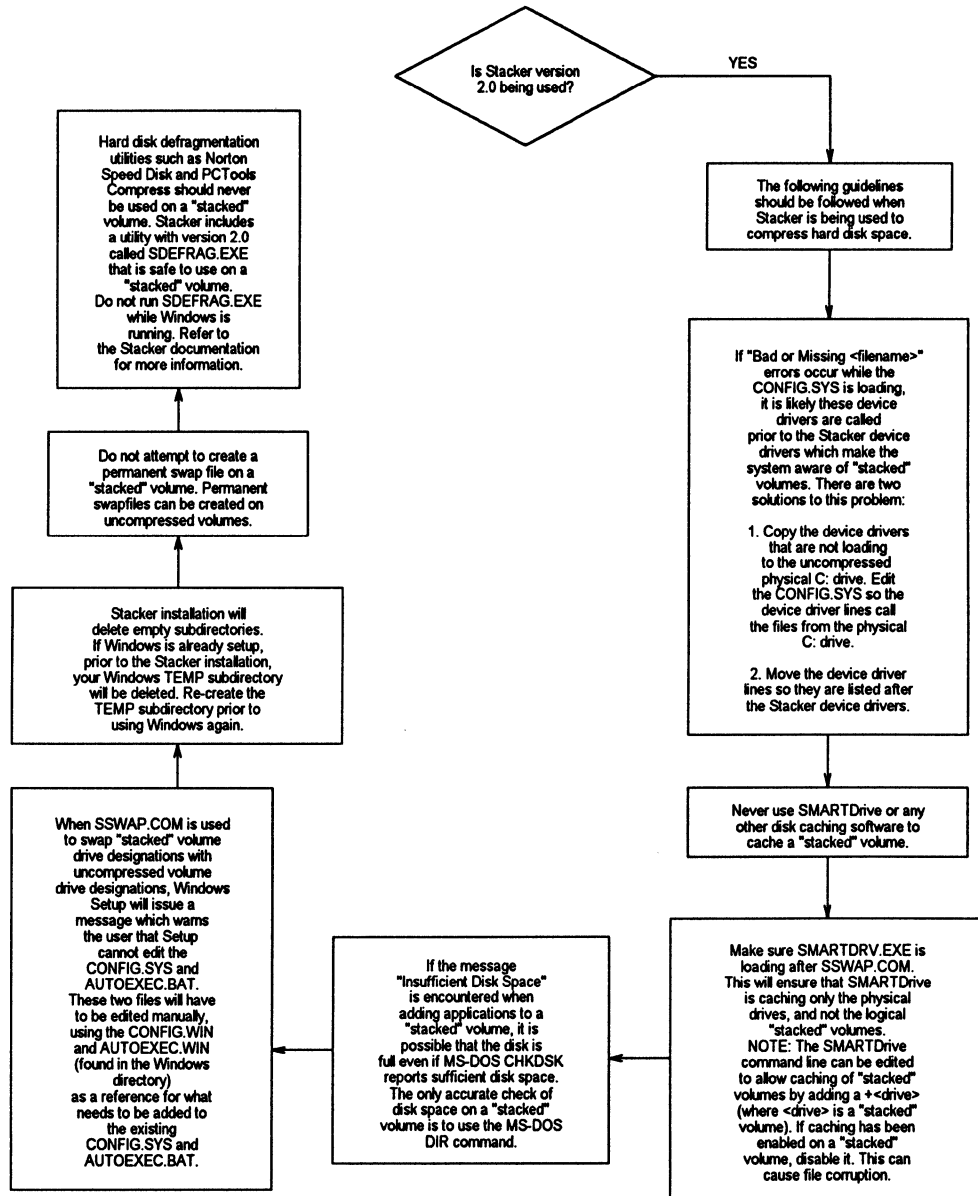 Is Stacker version
2.0 being used?
YES
The following guidelines
should be followed when
Stacker is being used to
compress hard disk space.
If "Bad or Missing <filename>"
errors occur while the
CONFIG.SYS is loading,
it is likely these device
drivers are called
prior to the Stacker device
drivers which make the
system aware of "stacked"
volumes. There are two
solutions to this problem:
1. Copy the device drivers
that are not loading
to the uncompressed
physical C: drive. Edit
the CONFIG.SYS so the
device driver lines call
the files from the physical
C: drive.
2. Move the device driver
lines so they are listed after
the Stacker device drivers.
Never use SMARTDrive or any
other disk caching software to
cache a "stacked" volume.
Make sure SMARTDRV.EXE is
loading after SSWAP.COM.
This will ensure that SMARTDrive
is caching only the physical
drives, and not the logical
"stacked" volumes.
NOTE: The SMARTDrive
command line can be edited
to allow caching of "stacked"
volumes by adding a +<drive>
(where <drive> is a "stacked"
volume). If caching has been
enabled on a "stacked"
volume, disable it. This can
cause file corruption.
If the message
"Insufficient Disk Space"
is encountered when
adding applications to a
"stacked" volume, it is
possible that the disk is
full even if MS-DOS CHKDSK
reports sufficient disk space.
The only accurate check of
disk space on a "stacked"
volume is to use the MS-DOS
DIR command.
When SSWAP.COM is used
to swap "stacked" volume
drive designations with
uncompressed volume
drive designations, Windows
Setup will issue a
message which warns
the user that Setup
cannot edit the
CONFIG.SYS and
AUTOEXEC.BAT.
These two files will have
to be edited manually,
using the CONFIG.WIN
and AUTOEXEC.WIN
(found in the Windows
directory)
as a reference for what
needs to be added to
the existing
CONFIG.SYS and
AUTOEXEC.BAT.
Stacker installation will
delete empty subdirectories.
If Windows is already setup,
prior to the Stacker installation,
your Windows TEMP subdirectory
will be deleted. Re-create the
TEMP subdirectory prior to
using Windows again.
Do not attempt to create a
permanent swap file on a
"stacked" volume. Permanent
swapfiles can be created on
uncompressed volumes.
Hard disk defragmentation
utilities such as Norton
Speed Disk and PCTools
Compress should never
be used on a "stacked"
volume. Stacker includes
a utility with version 2.0
called SDEFRAG.EXE
that is safe to use on a
"stacked" volume.
Do not run SDEFRAG.EXE
while Windows is
running. Refer to
the Stacker documentation
for more information.